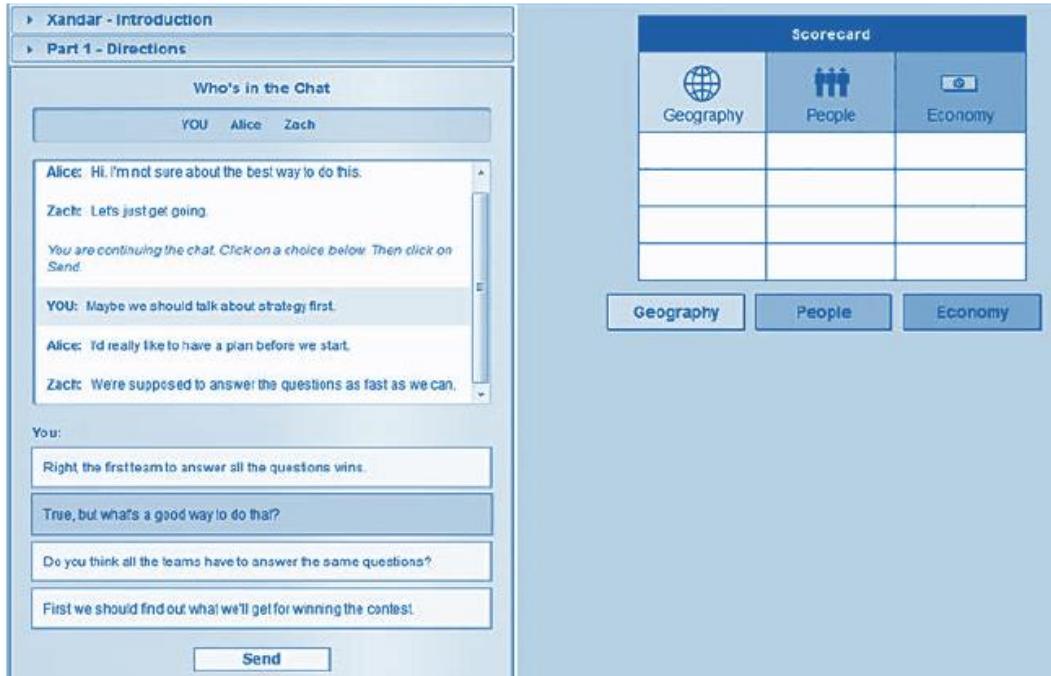 Xandar - Introduction
Part 1 - Directions
Who's in the Chat
YOU Alice Zach
Alice: Hi. I'm not sure about the best way to do this.
Zach: Let's just get going.
You are continuing the chat. Click on a choice below. Then click on
Send.
YOU: Maybe we should talk about strategy first.
Alice: I'd really like to have a plan before we start.
Zach: We're supposed to answer the questions as fast as we can.
You:
Right, the first team to answer all the questions wins.
True, but what's a good way to do that?
Do you think all the teams have to answer the same questions?
First we should find out what we'll get for winning the contest.
Send
Scorecard
Geography People Economy
Geography People Economy